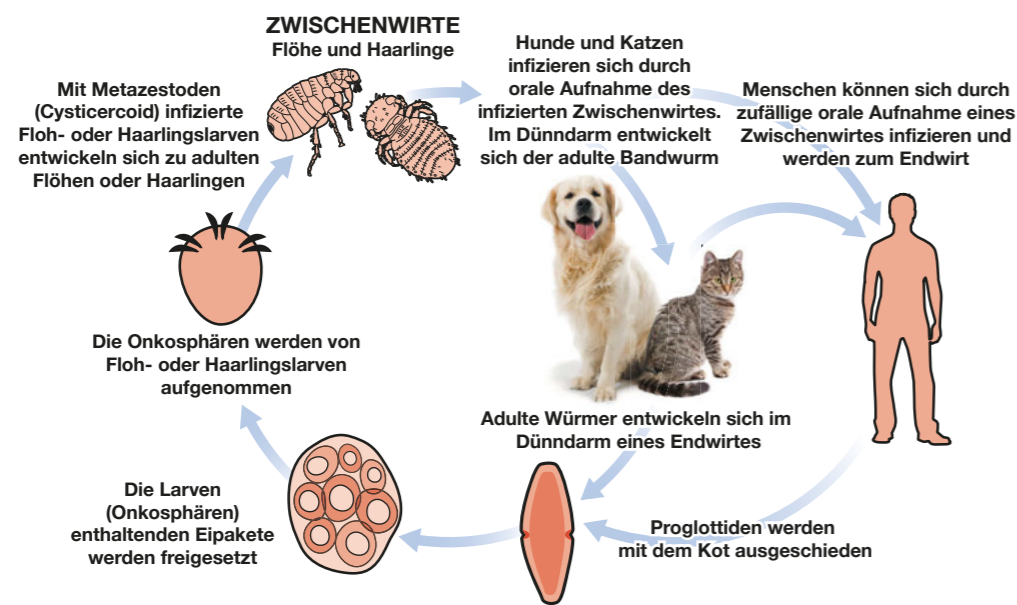 ZWISCHENWIRTE
Flöhe und Haarlinge
Hunde und Katzen
infizieren sich durch
orale Aufnahme des
infizierten Zwischenwirtes.
Im Dünndarm entwickelt
sich der adulte Bandwurm
Menschen können sich durch
zufällige orale Aufnahme eines
Zwischenwirtes infizieren und
werden zum Endwirt
Adulte Würmer entwickeln sich im
Dünndarm eines Endwirtes
Proglottiden werden
mit dem Kot ausgeschieden
Die Larven
(Onkosphären)
enthaltenden Eipakete
werden freigesetzt
Die Onkosphären werden von
Floh- oder Haarlingslarven
aufgenommen
Mit Metazestoden
(Cysticercoid) infizierte
Floh- oder Haarlingslarven
entwickeln sich zu adulten
Flöhen oder Haarlingen